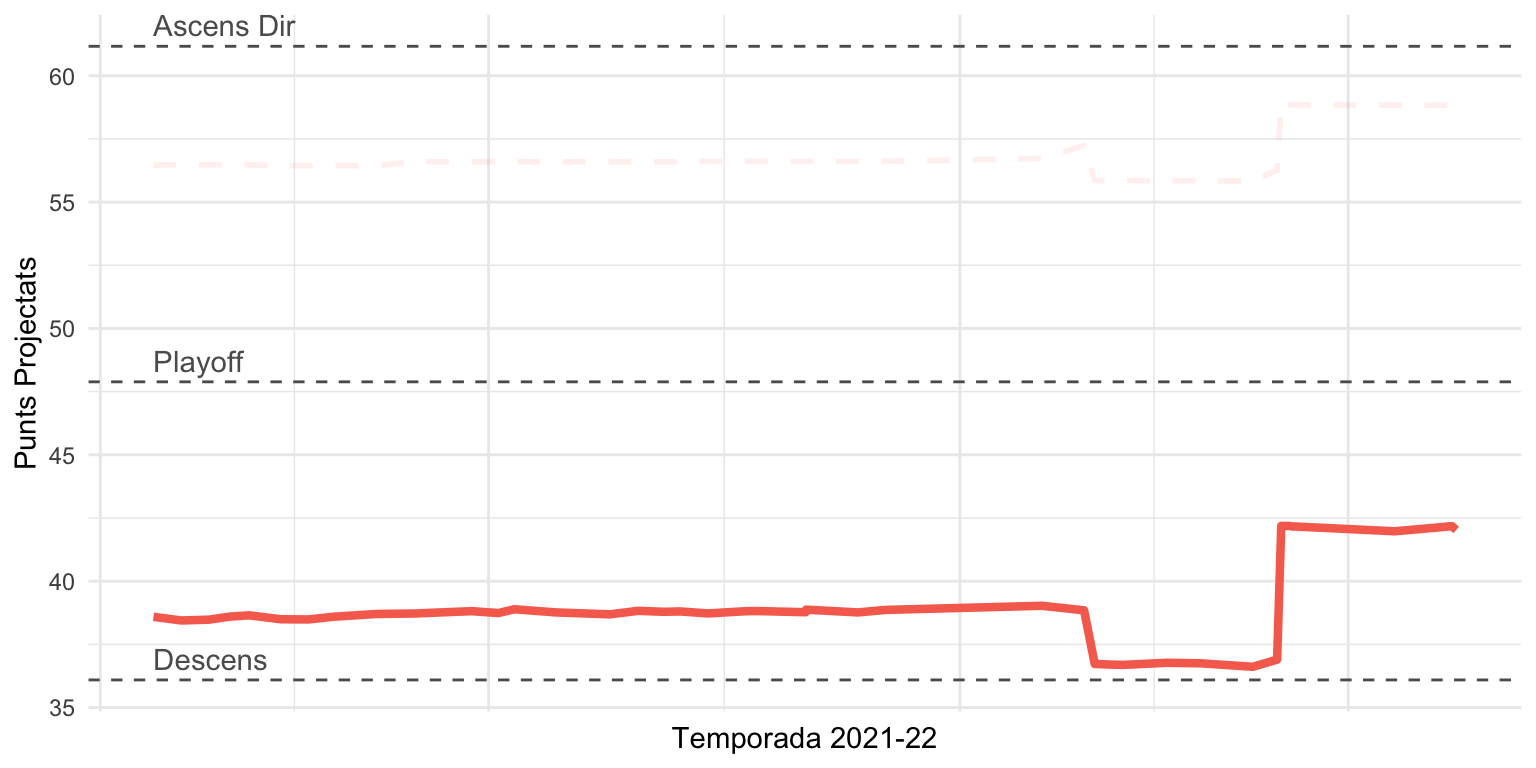 Ascens Dir
60
55
50
Playoff
45
40
Descens
35
Punts Projectats
Temporada 2021-22